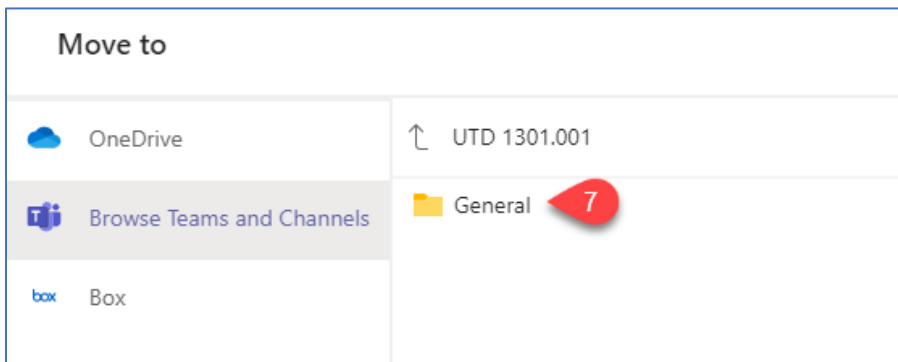 Move to
OneDrive
UTD 1301.001
Browse Teams and Channels
General
7
box
Box